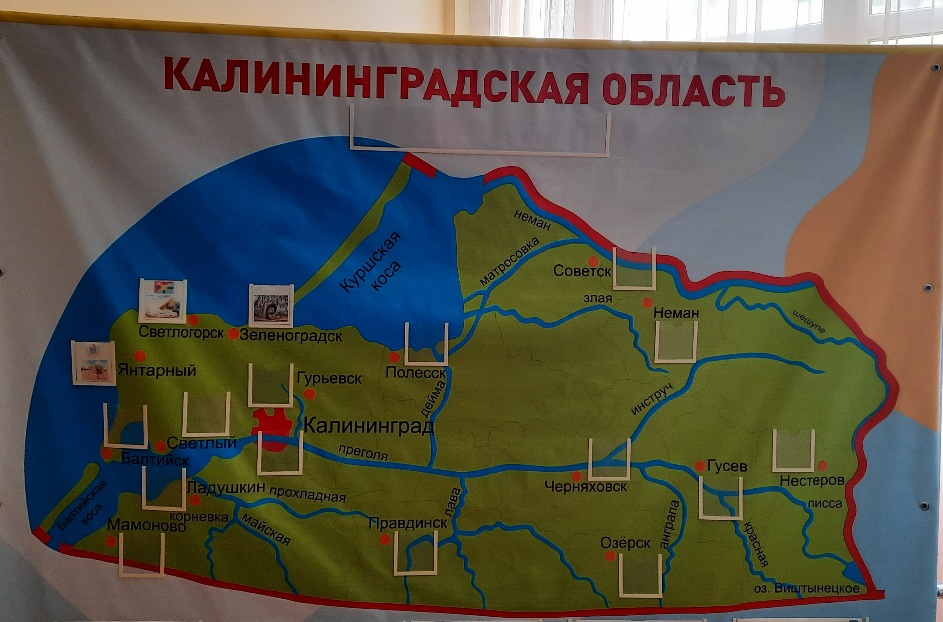 КАЛИНИНГРАДСКАЯ ОБЛАСТЬ
неман
матросовка
Куршская
коса
Советск
злая
Неман
шешупе
Светлогорск
Зеленоградск
Янтарный
Полесск
Гурьевск
дейма
инструч
Калининград
Светлый
преголя
Балтийск
Гусев
Нестеров
Черняховск
Ладушкин
прохладная
лава
писса
Балтийская
коса
корневка
майская
Мамоново
Правдинск
анграпа
красная
Озёрск
оз. Виштынецкое